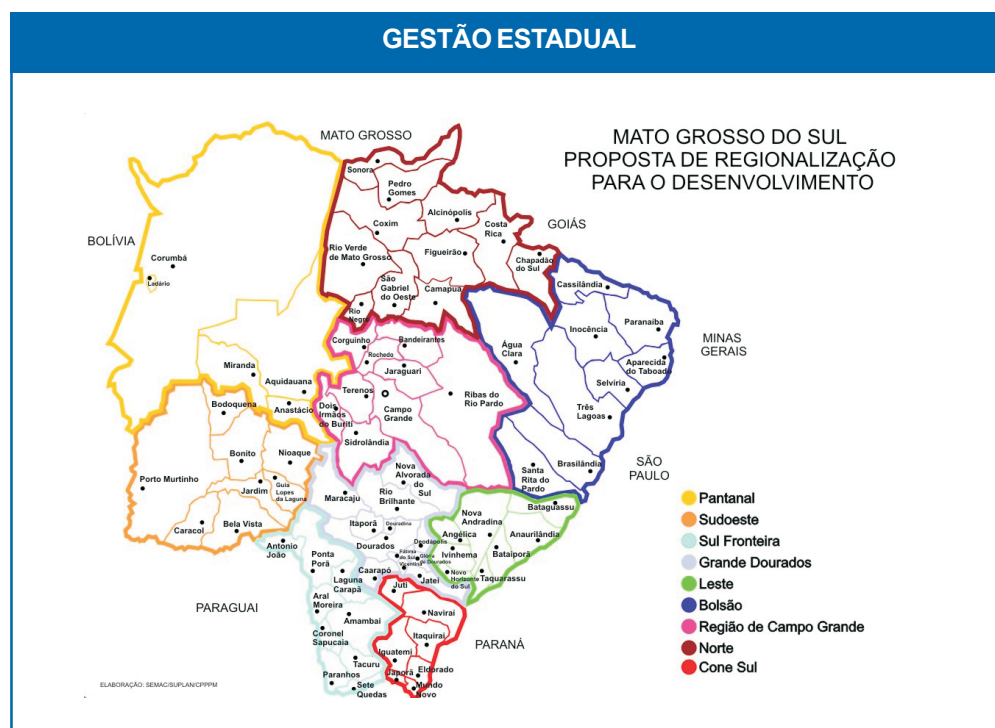 GESTÃO ESTADUAL
MATO GROSSO DO SUL
PROPOSTA DE REGIONALIZAÇÃO
PARA O DESENVOLVIMENTO
MATO GROSSO
GOIÁS
BOLÍVIA
MINAS
GERAIS
SÃO
PAULO
PARANÁ
PARAGUAI
Sonora
Pedro
Gomes
Alcinópolis
Coxim
Costa
Rica
Rio Verde
de Mato Grosso
Figueirão
Chapadão
do Sul
São
Gabriel
do Oeste
Camapuã
Rio
Negro
Corumbá
Ladário
Cassilândia
Inocência
Paranaíba
Água
Clara
Aparecida
do Taboado
Selvíria
Três
Lagoas
Corguinho
Bandeirantes
Rochedo
Jaraguari
Miranda
Aquidauana
Anastácio
Terenos
Campo
Grande
Ribas do
Rio Pardo
Dois
Irmãos
do Buriti
Sidrolândia
Bodoquena
Bonito
Nioaque
Porto Murtinho
Jardim
Guia
Lopes
da Laguna
Caracol
Bela Vista
Santa
Rita do
Pardo
Brasilândia
Bataguassu
Nova
Alvorada
do Sul
Maracaju
Rio
Brilhante
Itaporã
Douradina
Dourados
Deodápolis
Fátima
do Sul
Glória
de Dourados
Vicentina
Caarapó
Jateí
Nova
Andradina
Angélica
Anaurilândia
Ivinhema
Bataiporã
Novo
Horizonte
do Sul
Taquarassu
Antonio
João
Ponta
Porã
Laguna
Carapã
Aral
Moreira
Amambai
Coronel
Sapucaia
Tacuru
Paranhos
Sete
Quedas
Juti
Naviraí
Itaquiraí
Iguatemi
Japorã
Eldorado
Mundo
Novo
Pantanal
Sudoeste
Sul Fronteira
Grande Dourados
Leste
Bolsão
Região de Campo Grande
Norte
Cone Sul
ELABORAÇÃO: SEMAC/SUPLAN/CPPPM